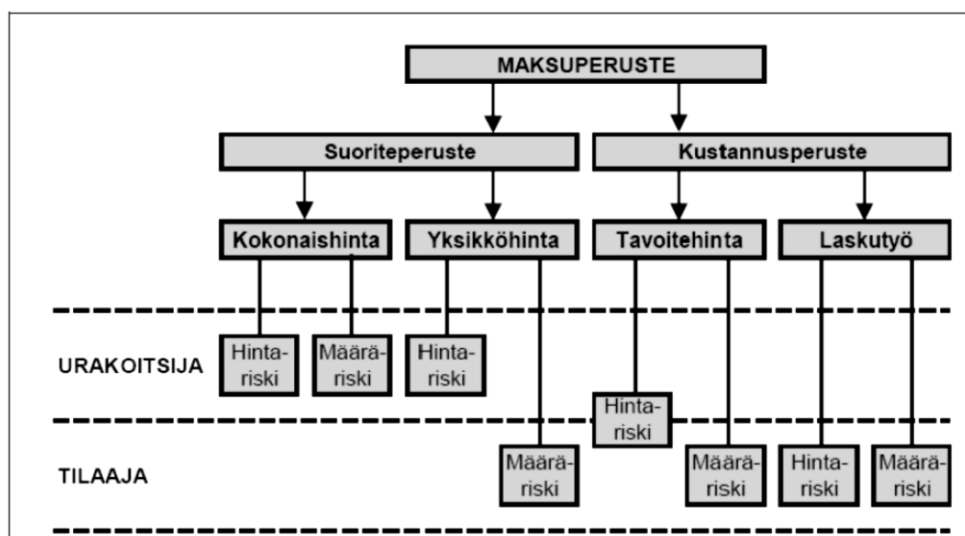 MAKSUPERUSTE
Suoriteperuste
Kustannusperuste
Kokonaishinta
Yksikköhinta
Tavoitehinta
Laskutyö
URAKOITSIJA
Hinta-
riski
Määrä-
riski
Hinta-
riski
Hinta-
riski
TILAAJA
Määrä-
riski
Määrä-
riski
Hinta-
riski
Määrä-
riski